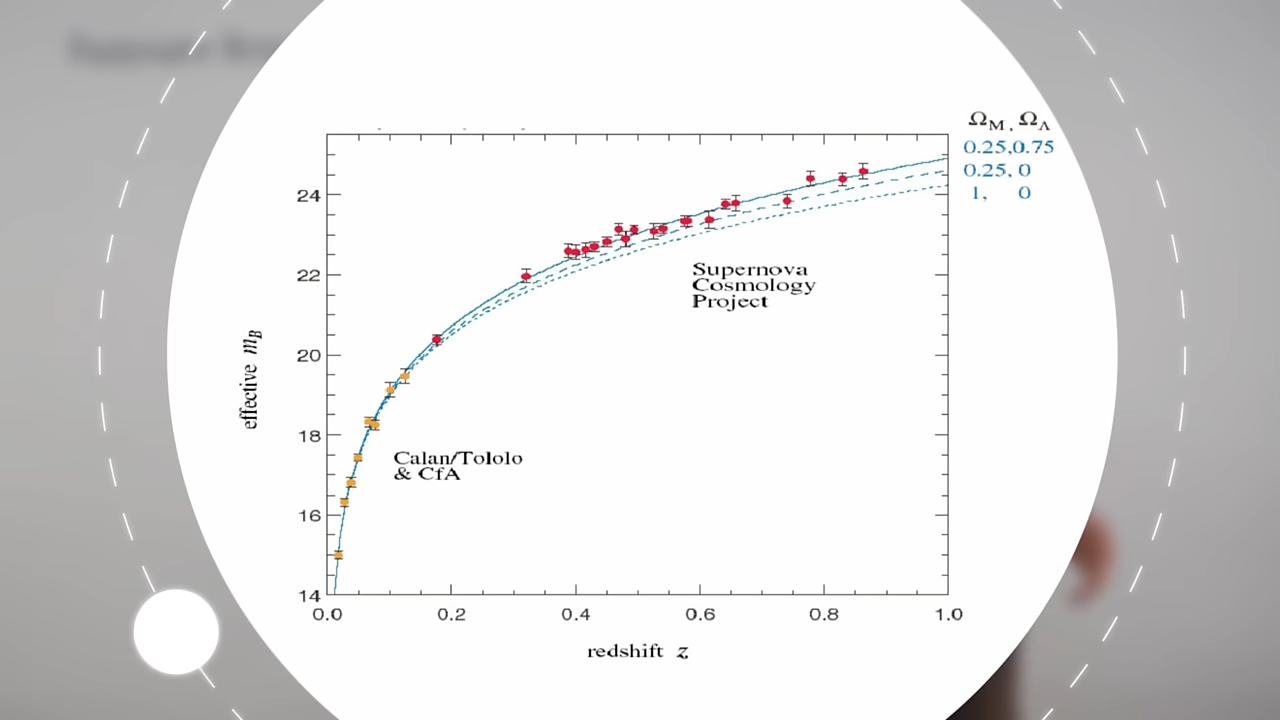 Ω_M , Ω_Λ
0.25,0.75
0.25, 0
1, 0
24
22
20
18
16
14
effective m_B
Supernova
Cosmology
Project
Calan/Tololo
& CfA
0.0 0.2 0.4 0.6 0.8 1.0
redshift z